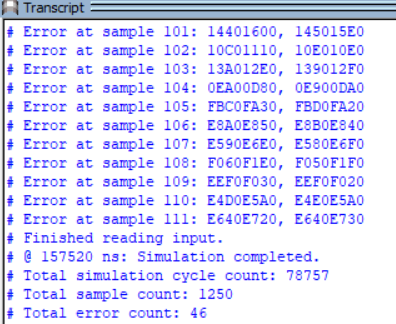 Transcript
# Error at sample 101: 14401600, 145015E0
# Error at sample 102: 10C01110, 10E010E0
# Error at sample 103: 13A012E0, 139012F0
# Error at sample 104: 0EA00D80, 0E900DA0
# Error at sample 105: FBC0FA30, FBD0FA20
# Error at sample 106: E8A0E850, E8B0E840
# Error at sample 107: E590E6E0, E580E6F0
# Error at sample 108: F060F1E0, F050F1F0
# Error at sample 109: EEF0F030, EEF0F020
# Error at sample 110: E4D0E5A0, E4E0E5A0
# Error at sample 111: E640E720, E640E730
# Finished reading input.
# @ 157520 ns: Simulation completed.
# Total simulation cycle count: 78757
# Total sample count: 1250
# Total error count: 46